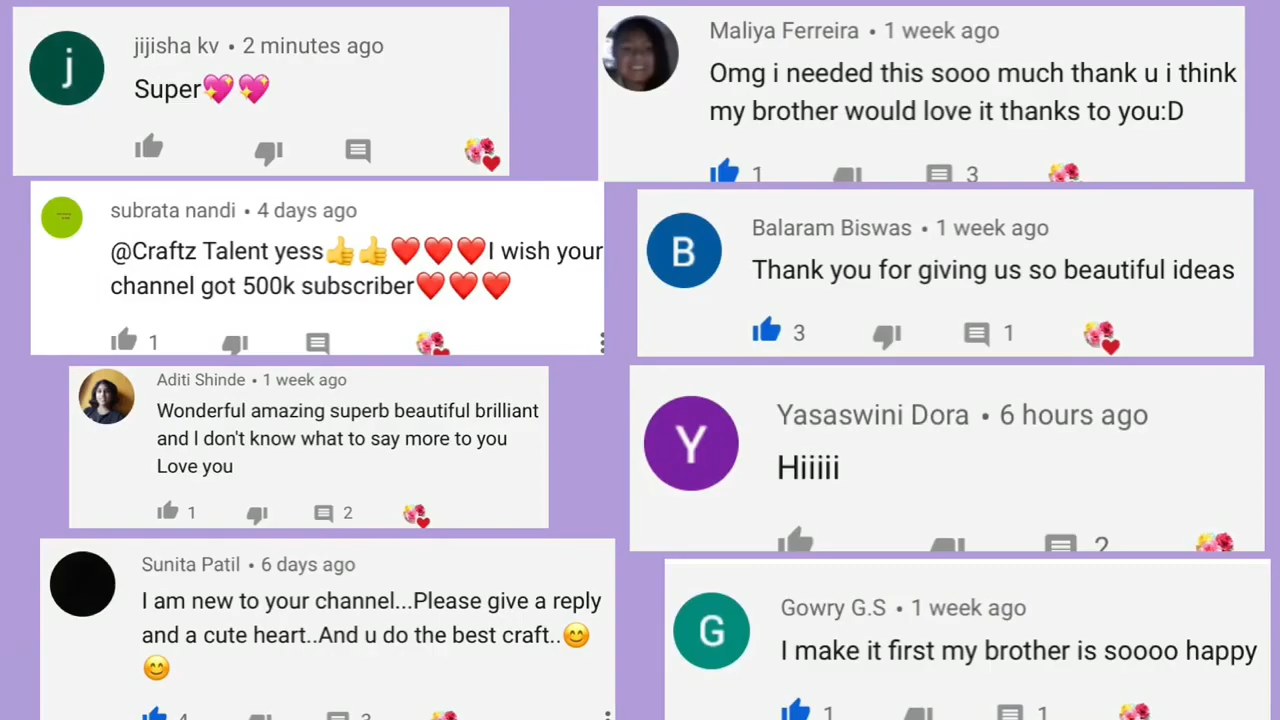 j
jijisha kv • 2 minutes ago
Super💖💖
Maliya Ferreira • 1 week ago
Omg i needed this sooo much thank u i think
my brother would love it thanks to you:D
1 3
subrata nandi • 4 days ago
@Craftz Talent yess👍👍❤️❤️❤️I wish your
channel got 500k subscriber❤️❤️❤️
1
B
Balaram Biswas • 1 week ago
Thank you for giving us so beautiful ideas
3 1
Aditi Shinde • 1 week ago
Wonderful amazing superb beautiful brilliant
and I don't know what to say more to you
Love you
1 2
Y
Yasaswini Dora • 6 hours ago
Hiiiii
2
Sunita Patil • 6 days ago
I am new to your channel...Please give a reply
and a cute heart..And u do the best craft..😊
😊
4 3
G
Gowry G.S • 1 week ago
I make it first my brother is soooo happy
1 1